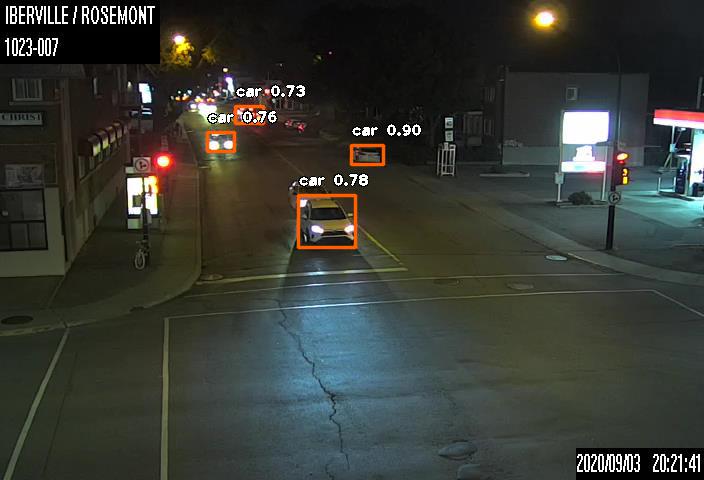 IBERVILLE / ROSEMONT
1023-007
car 0.73
car 0.76
car 0.90
car 0.78
CHRIST
2020/09/03 20:21:41